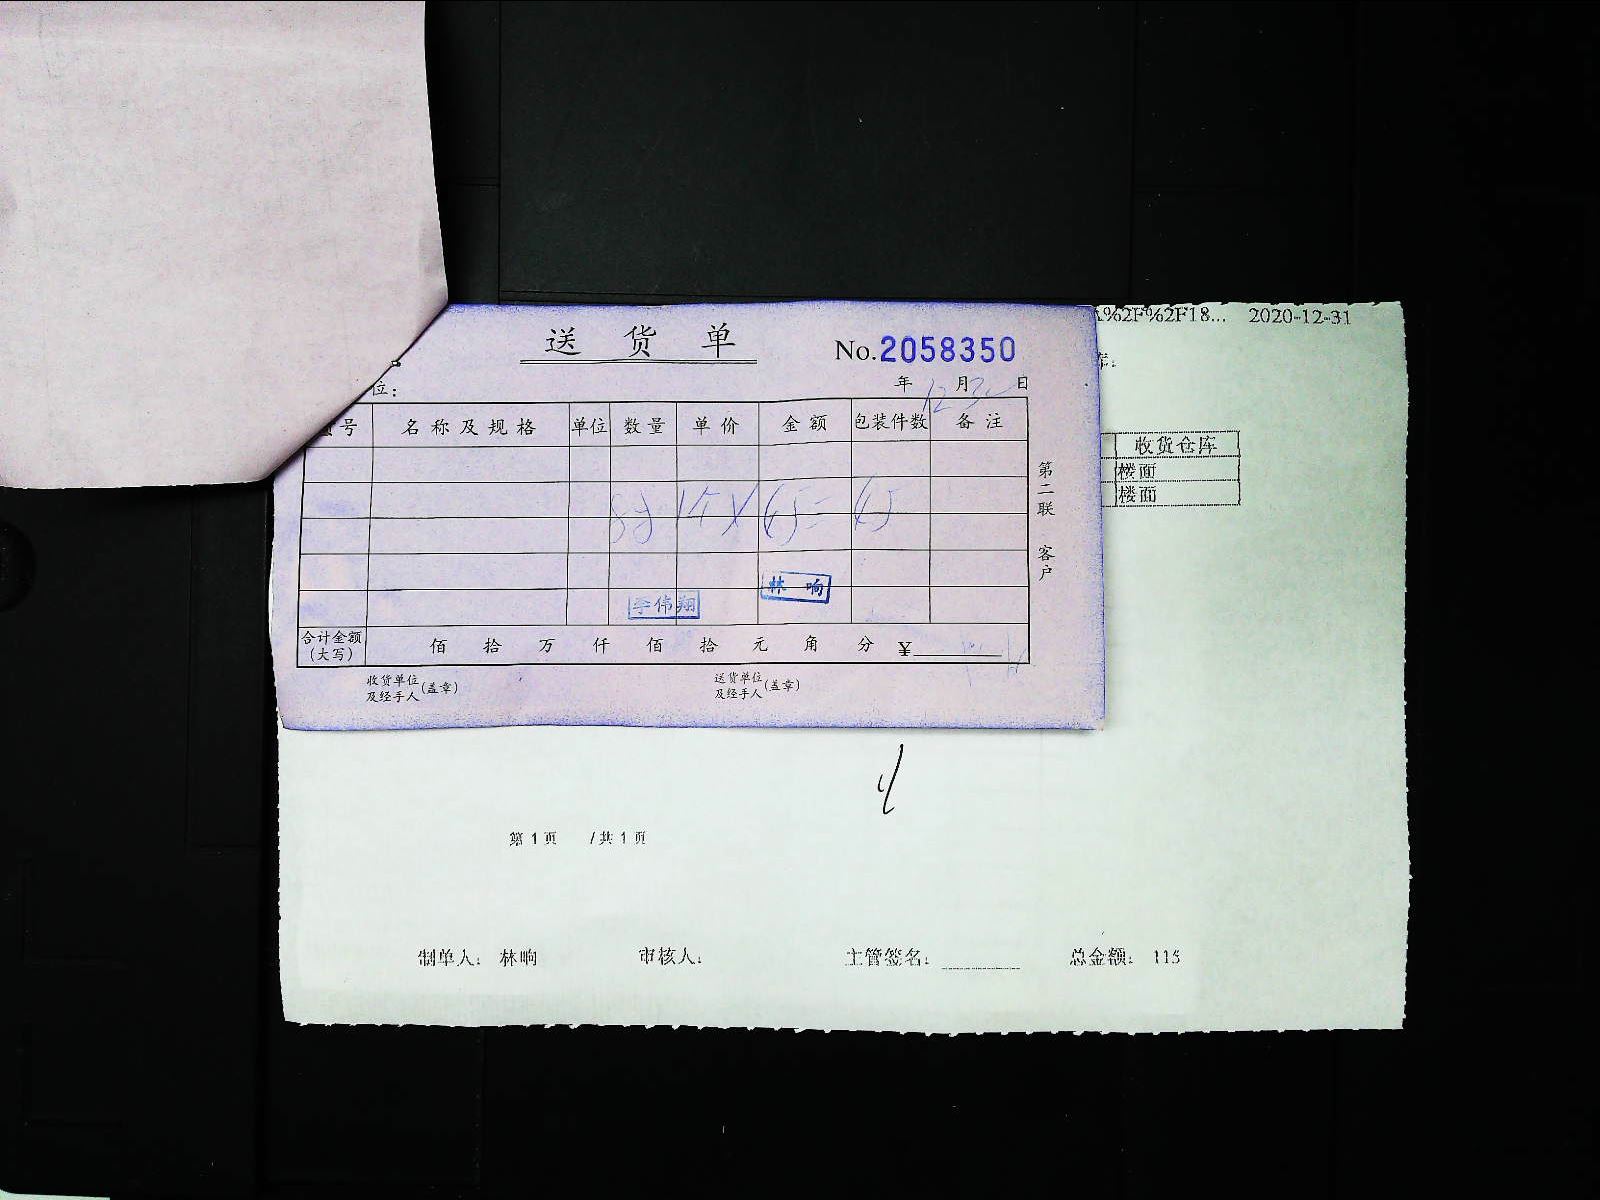 送货单
No.2058350
%2F%2F18... 2020-12-31
位：
年12月 日
号 名称及规格 单位 数量 单价 金额 包装件数 备注
收货仓库
楼面
楼面
第二联 客户
65=65
林 响
李伟翔
合计金额（大写） 佰 拾 万 仟 佰 拾 元 角 分 ¥
收货单位及经手人（盖章） 送货单位及经手人（盖章）
第1页 /共1页
制单人：林响 审核人： 主管签名： 总金额：115